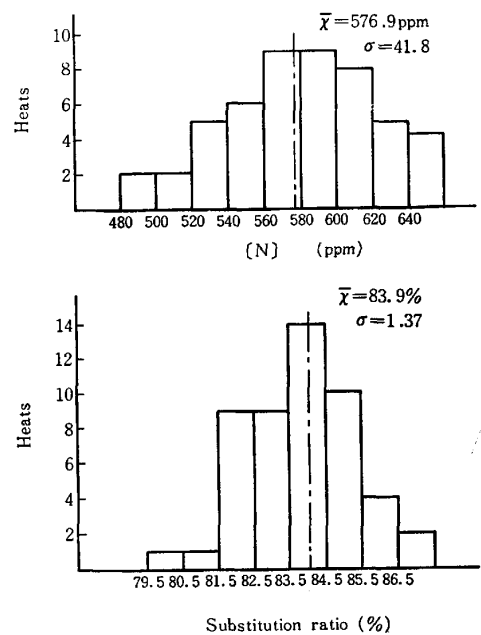 χ̄=576.9ppm
σ=41.8
10
8
6
4
2
Heats
480 500 520 540 560 580 600 620 640
[N] (ppm)
χ̄=83.9%
σ=1.37
14
12
10
8
6
4
2
Heats
79.5 80.5 81.5 82.5 83.5 84.5 85.5 86.5
Substitution ratio (%)